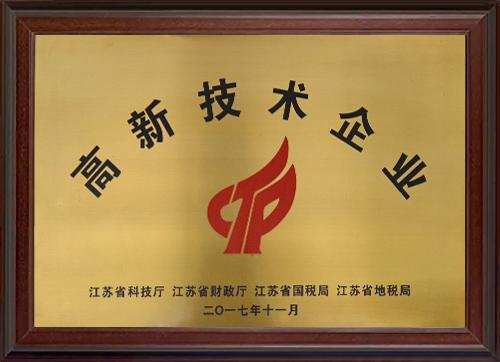 高新技术企业
江苏省科技厅 江苏省财政厅 江苏省国税局 江苏省地税局
二〇一七年十一月